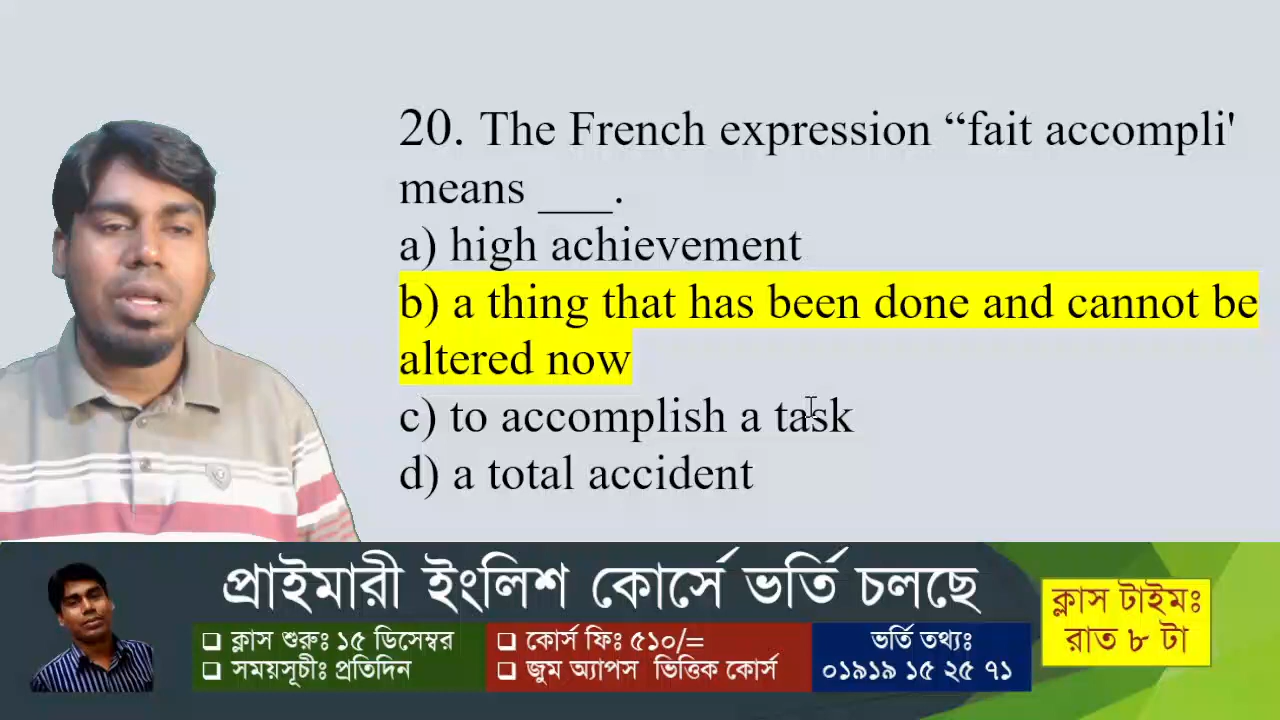 20. The French expression “fait accompli'
means ___.
a) high achievement
b) a thing that has been done and cannot be
altered now
c) to accomplish a task
d) a total accident
প্রাইমারী ইংলিশ কোর্সে ভর্তি চলছে
ক্লাস শুরুঃ ১৫ ডিসেম্বর
সময়সূচীঃ প্রতিদিন
কোর্স ফিঃ ৫১০/=
জুম অ্যাপস ভিত্তিক কোর্স
ভর্তি তথ্যঃ
০১৯১৯ ১৫ ২৫ ৭১
ক্লাস টাইমঃ
রাত ৮ টা